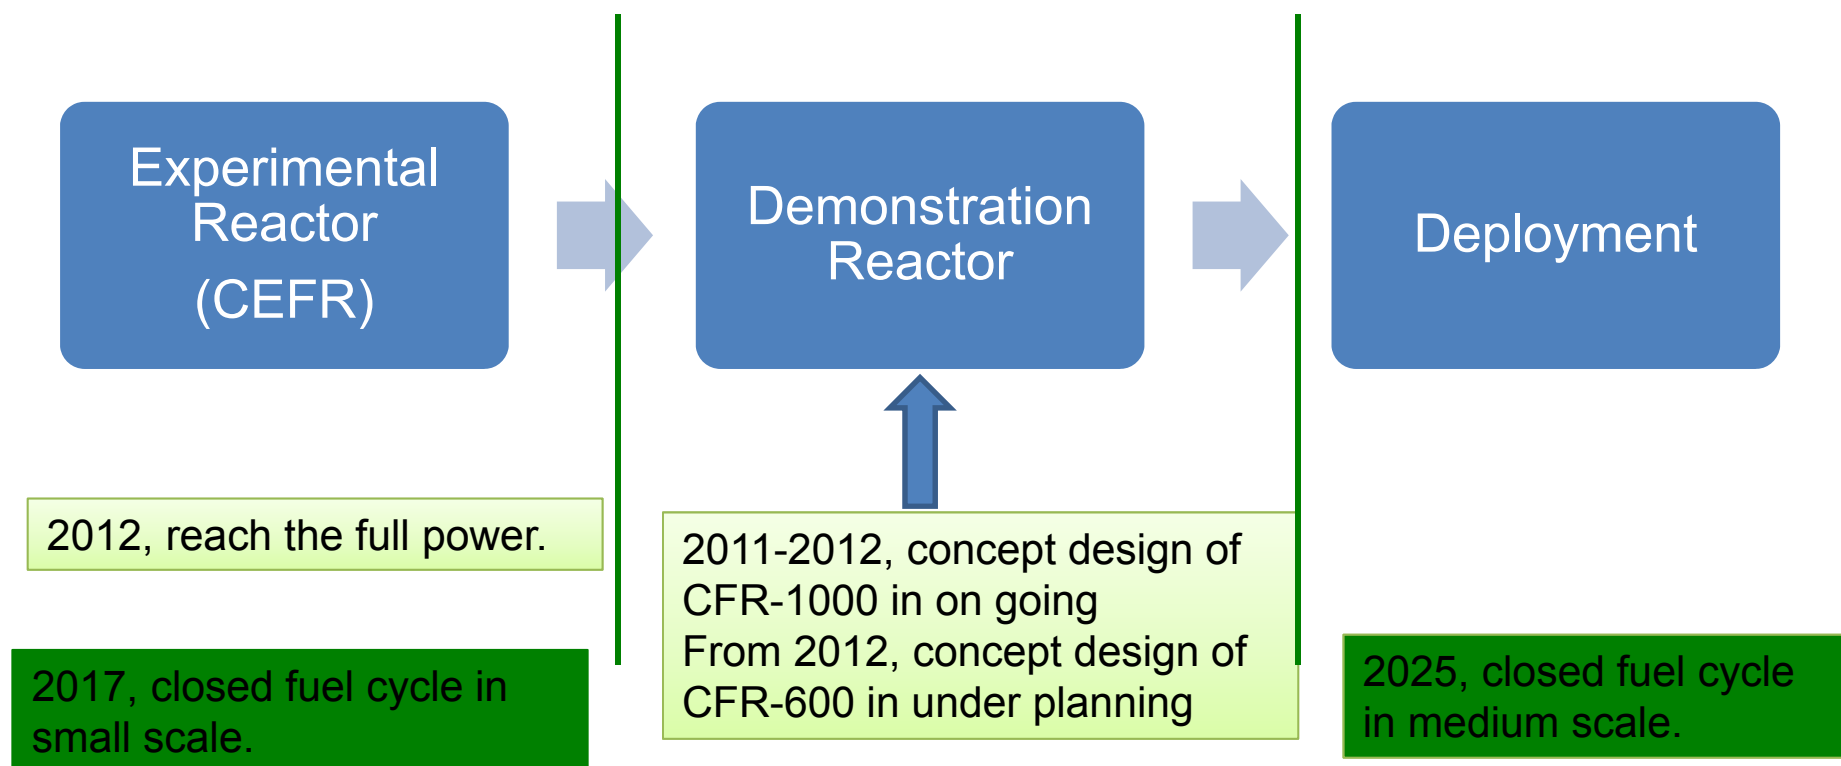 Experimental
Reactor
(CEFR)
Demonstration
Reactor
Deployment
2012, reach the full power.
2017, closed fuel cycle in
small scale.
2011-2012, concept design of
CFR-1000 in on going
From 2012, concept design of
CFR-600 in under planning
2025, closed fuel cycle
in medium scale.